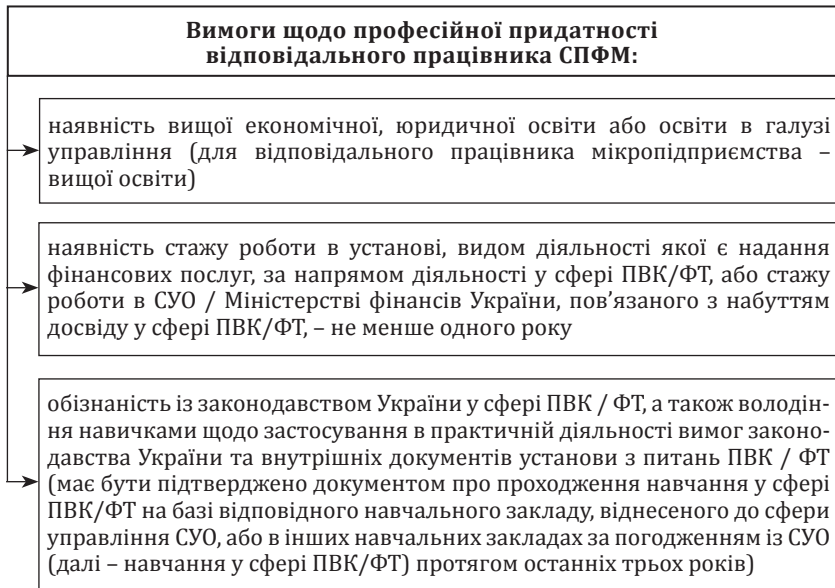 Вимоги щодо професійної придатності
відповідального працівника СПФМ:
наявність вищої економічної, юридичної освіти або освіти в галузі
управління (для відповідального працівника мікропідприємства –
вищої освіти)
наявність стажу роботи в установі, видом діяльності якої є надання
фінансових послуг, за напрямом діяльності у сфері ПВК/ФТ, або стажу
роботи в СУО / Міністерстві фінансів України, пов’язаного з набуттям
досвіду у сфері ПВК/ФТ, – не менше одного року
обізнаність із законодавством України у сфері ПВК / ФТ, а також володін-
ня навичками щодо застосування в практичній діяльності вимог законо-
давства України та внутрішніх документів установи з питань ПВК / ФТ
(має бути підтверджено документом про проходження навчання у сфері
ПВК/ФТ на базі відповідного навчального закладу, віднесеного до сфери
управління СУО, або в інших навчальних закладах за погодженням із СУО
(далі – навчання у сфері ПВК/ФТ) протягом останніх трьох років)